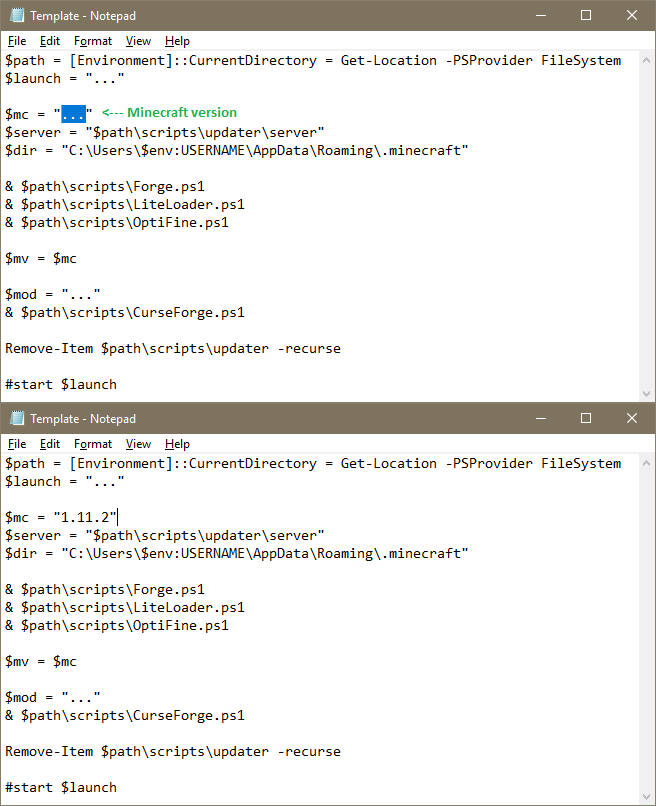 Template - Notepad
File Edit Format View Help
$path = [Environment]::CurrentDirectory = Get-Location -PSProvider FileSystem
$launch = "..."
$mc = "..." <--- Minecraft version
$server = "$path\scripts\updater\server"
$dir = "C:\Users\$env:USERNAME\AppData\Roaming\.minecraft"
& $path\scripts\Forge.ps1
& $path\scripts\LiteLoader.ps1
& $path\scripts\OptiFine.ps1
$mv = $mc
$mod = "..."
& $path\scripts\CurseForge.ps1
Remove-Item $path\scripts\updater -recurse
#start $launch
Template - Notepad
File Edit Format View Help
$path = [Environment]::CurrentDirectory = Get-Location -PSProvider FileSystem
$launch = "..."
$mc = "1.11.2"
$server = "$path\scripts\updater\server"
$dir = "C:\Users\$env:USERNAME\AppData\Roaming\.minecraft"
& $path\scripts\Forge.ps1
& $path\scripts\LiteLoader.ps1
& $path\scripts\OptiFine.ps1
$mv = $mc
$mod = "..."
& $path\scripts\CurseForge.ps1
Remove-Item $path\scripts\updater -recurse
#start $launch